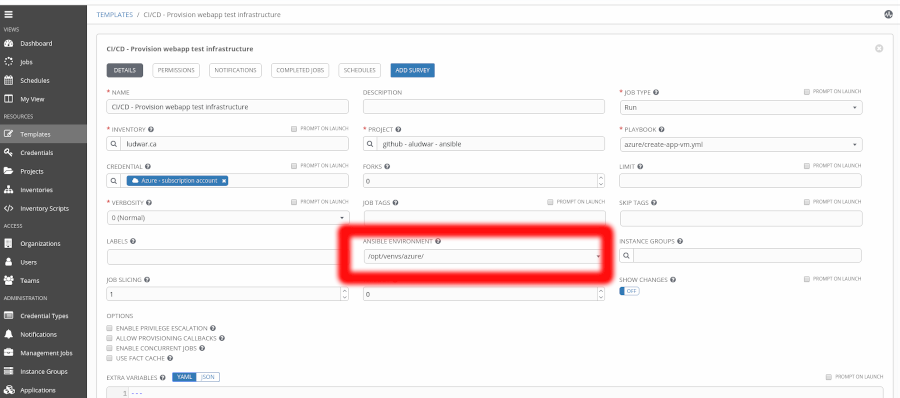 TEMPLATES / CI/CD - Provision webapp test infrastructure
VIEWS
Dashboard
Jobs
Schedules
My View
RESOURCES
Templates
Credentials
Projects
Inventories
Inventory Scripts
ACCESS
Organizations
Users
Teams
ADMINISTRATION
Credential Types
Notifications
Management Jobs
Instance Groups
Applications
CI/CD - Provision webapp test infrastructure
DETAILS PERMISSIONS NOTIFICATIONS COMPLETED JOBS SCHEDULES ADD SURVEY
* NAME DESCRIPTION * JOB TYPE PROMPT ON LAUNCH
CI/CD - Provision webapp test infrastructure Run
* INVENTORY PROMPT ON LAUNCH * PROJECT * PLAYBOOK
ludwar.ca github - aludwar - ansible azure/create-app-vm.yml
CREDENTIAL PROMPT ON LAUNCH FORKS LIMIT PROMPT ON LAUNCH
Azure - subscription account × 0
* VERBOSITY PROMPT ON LAUNCH JOB TAGS PROMPT ON LAUNCH SKIP TAGS PROMPT ON LAUNCH
0 (Normal)
LABELS ANSIBLE ENVIRONMENT INSTANCE GROUPS
/opt/venvs/azure/
JOB SLICING SHOW CHANGES PROMPT ON LAUNCH
1 0 OFF
OPTIONS
ENABLE PRIVILEGE ESCALATION
ALLOW PROVISIONING CALLBACKS
ENABLE CONCURRENT JOBS
USE FACT CACHE
EXTRA VARIABLES YAML JSON PROMPT ON LAUNCH
1 ---